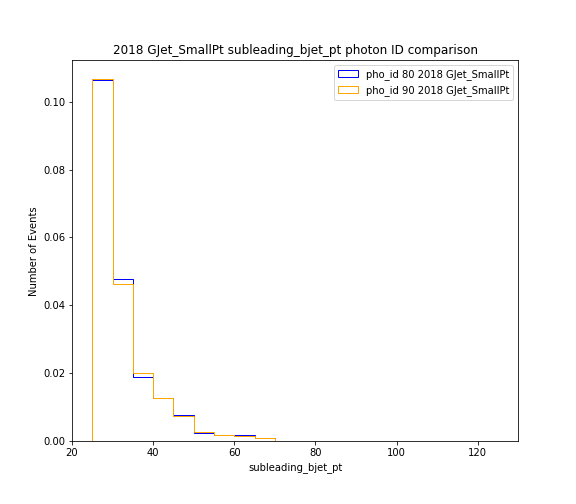 2018 GJet_SmallPt subleading_bjet_pt photon ID comparison
pho_id 80 2018 GJet_SmallPt
pho_id 90 2018 GJet_SmallPt
Number of Events
0.10
0.08
0.06
0.04
0.02
0.00
20 40 60 80 100 120
subleading_bjet_pt